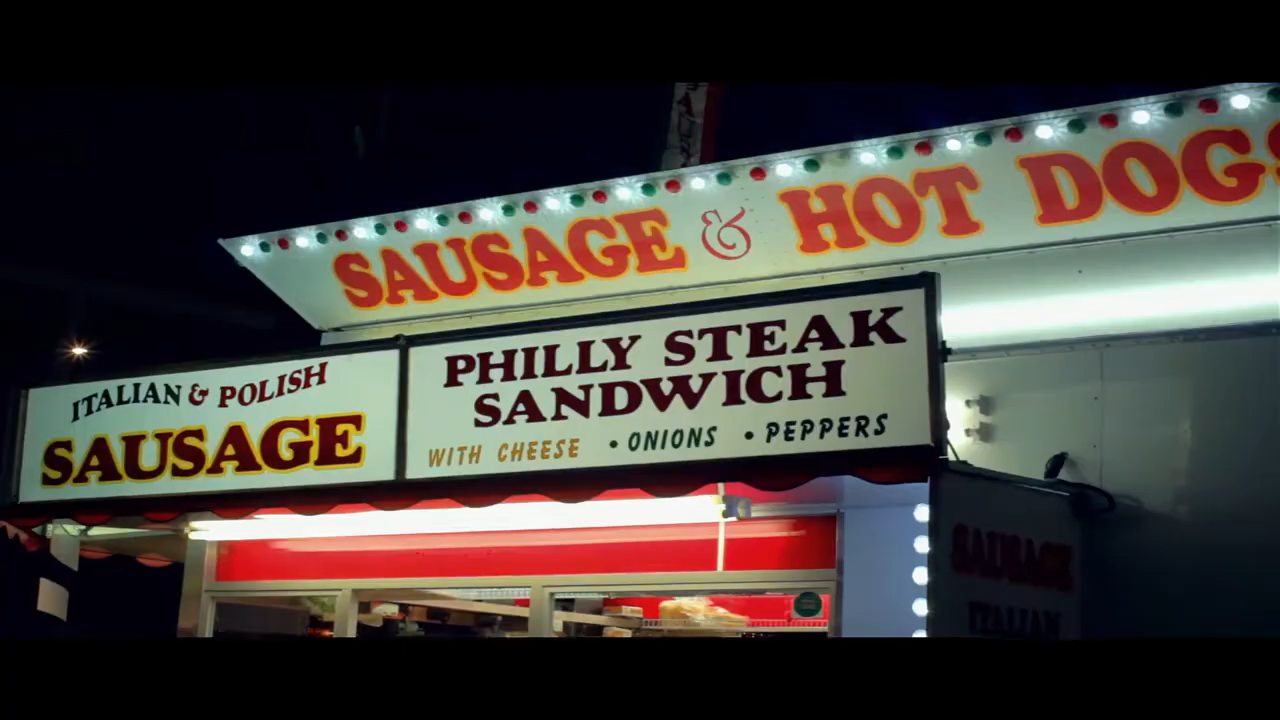 SAUSAGE & HOT DOGS
ITALIAN & POLISH
SAUSAGE
PHILLY STEAK
SANDWICH
WITH CHEESE • ONIONS • PEPPERS
SAUSAGE
ITALIAN